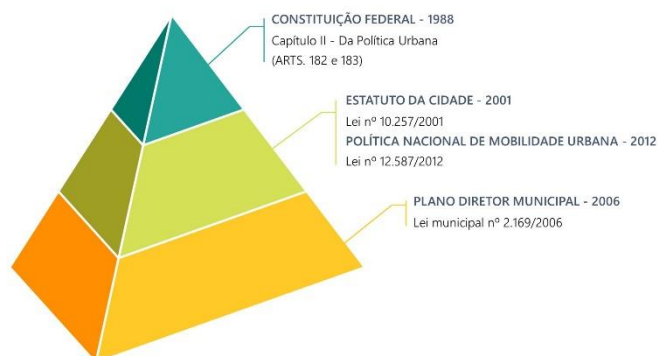 CONSTITUIÇÃO FEDERAL - 1988
Capítulo II - Da Política Urbana
(ARTS. 182 e 183)
ESTATUTO DA CIDADE - 2001
Lei nº 10.257/2001
POLÍTICA NACIONAL DE MOBILIDADE URBANA - 2012
Lei nº 12.587/2012
PLANO DIRETOR MUNICIPAL - 2006
Lei municipal nº 2.169/2006